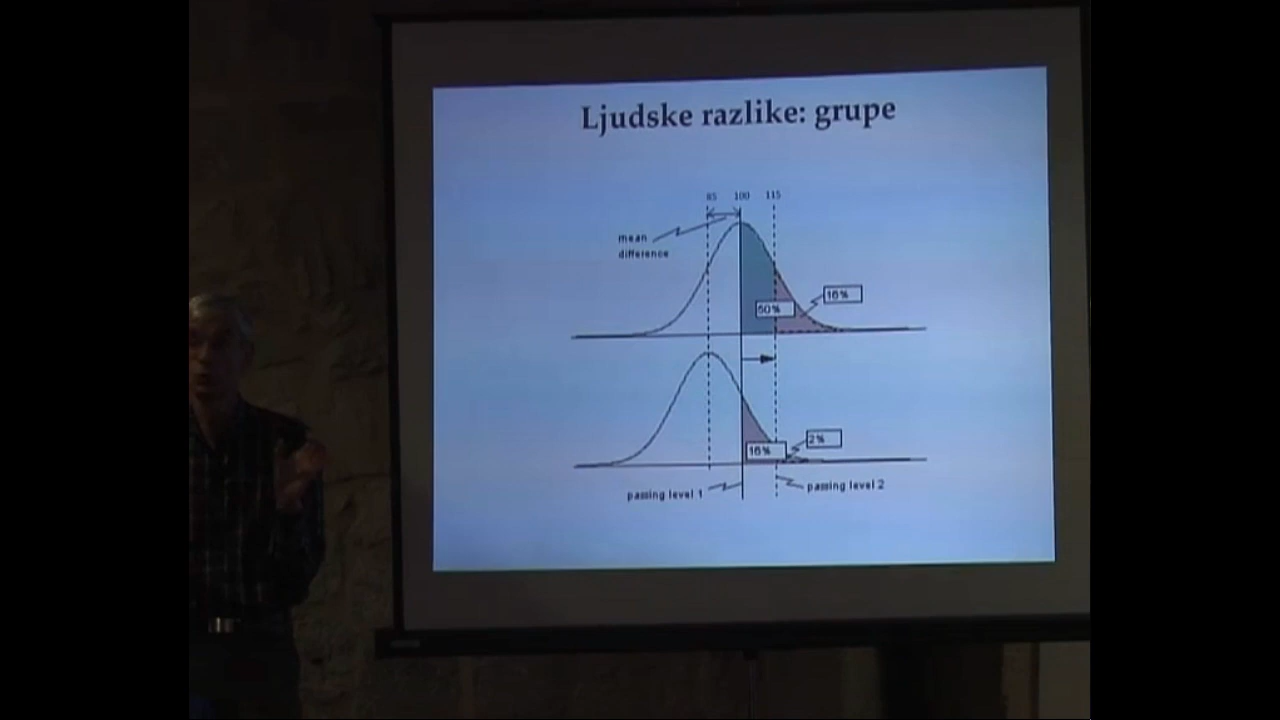 Ljudske razlike: grupe
85 100 115
mean
difference
16%
50%
2%
16%
passing level 1
passing level 2